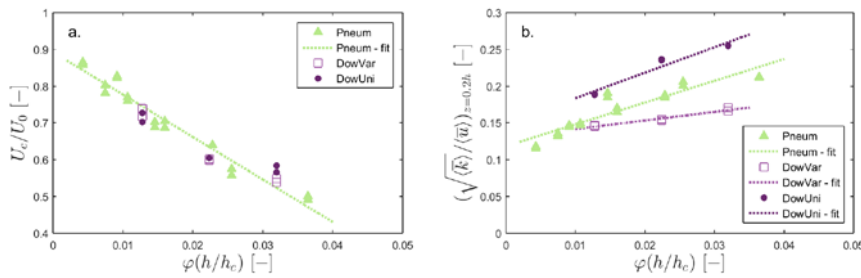 a.
Pneum
Pneum - fit
DowVar
DowUni
U_c/U_0 [−]
0.9
0.8
0.7
0.6
0.5
0.4
0 0.01 0.02 0.03 0.04 0.05
φ(h/h_c) [−]
b.
(√⟨k̅⟩/⟨u̅⟩)_{z=0.2h} [−]
0.3
0.25
0.2
0.15
0.1
0.05
0
Pneum
Pneum - fit
DowVar
DowVar - fit
DowUni
DowUni - fit
0 0.01 0.02 0.03 0.04 0.05
φ(h/h_c) [−]